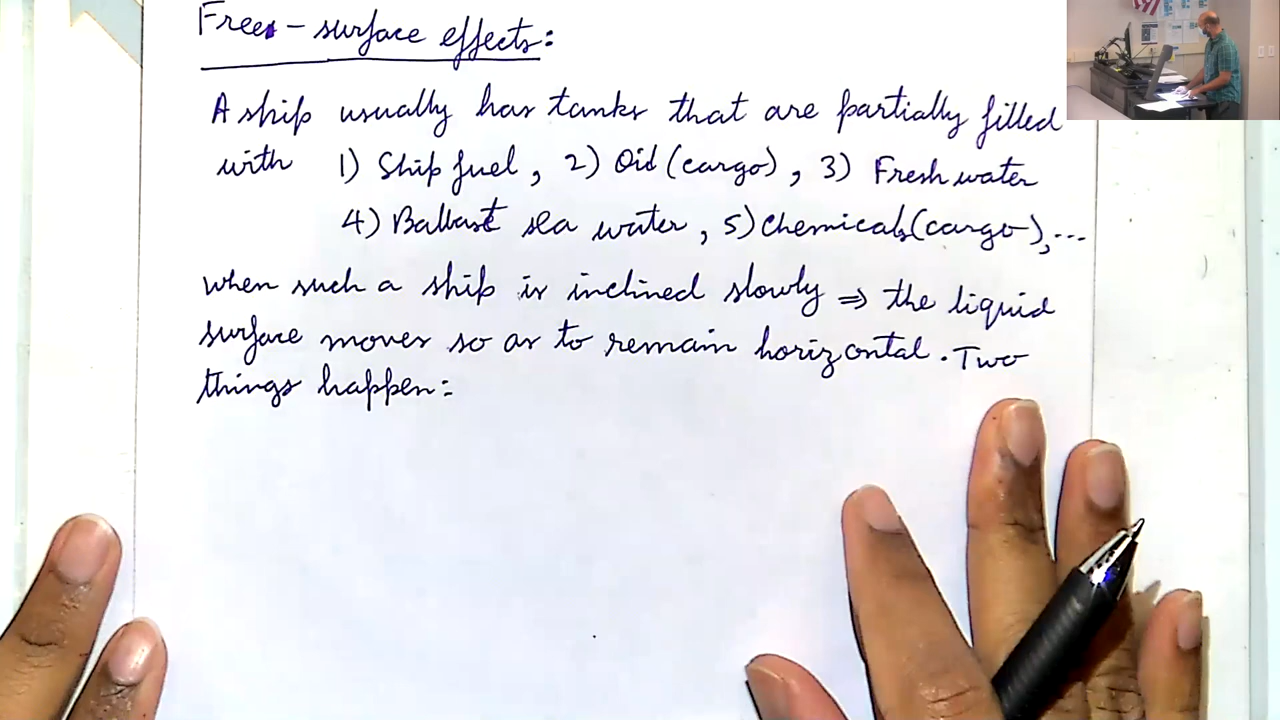 Free - surface effects:
A ship usually has tanks that are partially filled
with 1) Ship fuel, 2) Oil (cargo), 3) Fresh water
4) Ballast sea water, 5) Chemicals (cargo), ...
when such a ship is inclined slowly ⇒ the liquid
surface moves so as to remain horizontal. Two
things happen: